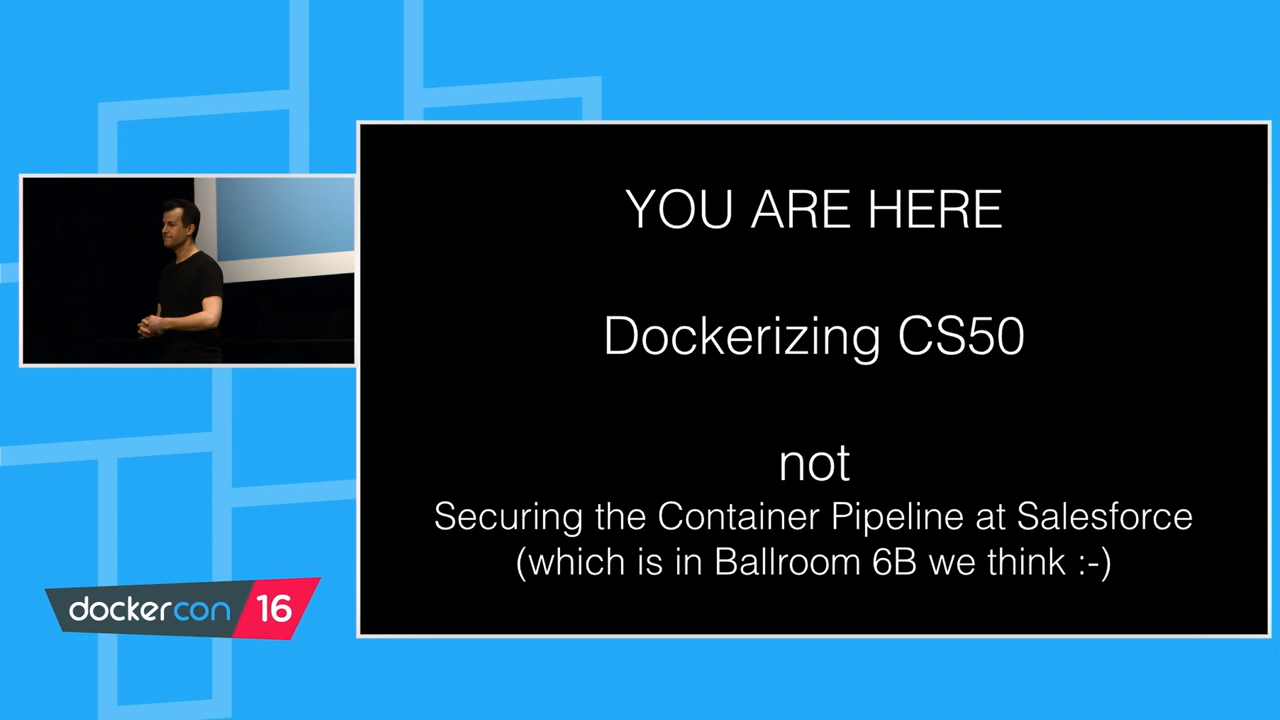 YOU ARE HERE
Dockerizing CS50
not
Securing the Container Pipeline at Salesforce
(which is in Ballroom 6B we think :-)
dockercon 16